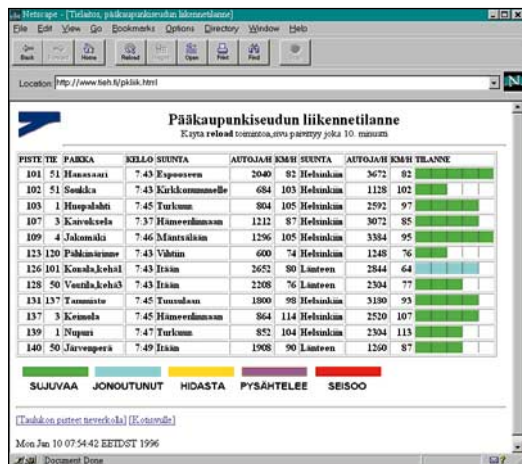 Netscape - [Tielaitos, pääkaupunkiseudun liikennetilanne]
File Edit View Go Bookmarks Options Directory Window Help
Back Forward Home Reload Images Open Print Find Stop
Location: http://www.tieh.fi/pkliik.html
N
Pääkaupunkiseudun liikennetilanne
Käytä reload toimintoa, sivu päivittyy joka 10. minuutti
PISTE TIE PAIKKA KELLO SUUNTA AUTOJA/H KM/H SUUNTA AUTOJA/H KM/H TILANNE
101 51 Hanasaari 7:43 Espooseen 2040 82 Helsinkiin 3672 82
102 51 Soukka 7:43 Kirkkonummelle 684 103 Helsinkiin 1128 102
103 1 Huopalahti 7:45 Turkuun 804 105 Helsinkiin 2592 97
107 3 Kaivoksela 7:37 Hämeenlinnaan 1212 87 Helsinkiin 3072 85
109 4 Jakomäki 7:46 Mäntsälään 1296 105 Helsinkiin 3384 95
123 120 Pähkinärinne 7:43 Vihtiin 600 74 Helsinkiin 1248 76
126 101 Konala,kehä1 7:43 Itään 2652 80 Länteen 2844 64
128 50 Vantila,kehä3 7:43 Itään 2208 76 Länteen 2304 77
131 137 Tammisto 7:45 Tuusulaan 1800 98 Helsinkiin 3180 93
137 3 Keimola 7:45 Hämeenlinnaan 864 114 Helsinkiin 2520 107
139 1 Nupuri 7:47 Turkuun 852 104 Helsinkiin 2304 113
140 50 Järvenperä 7:49 Itään 1908 90 Länteen 1260 87
SUJUVAA JONOUTUNUT HIDASTA PYSÄHTELEE SEISOO
[Taulukon pisteet tieverkolla] [Kotisivulle]
Mon Jan 10 07:54:42 EETDST 1996
Document Done